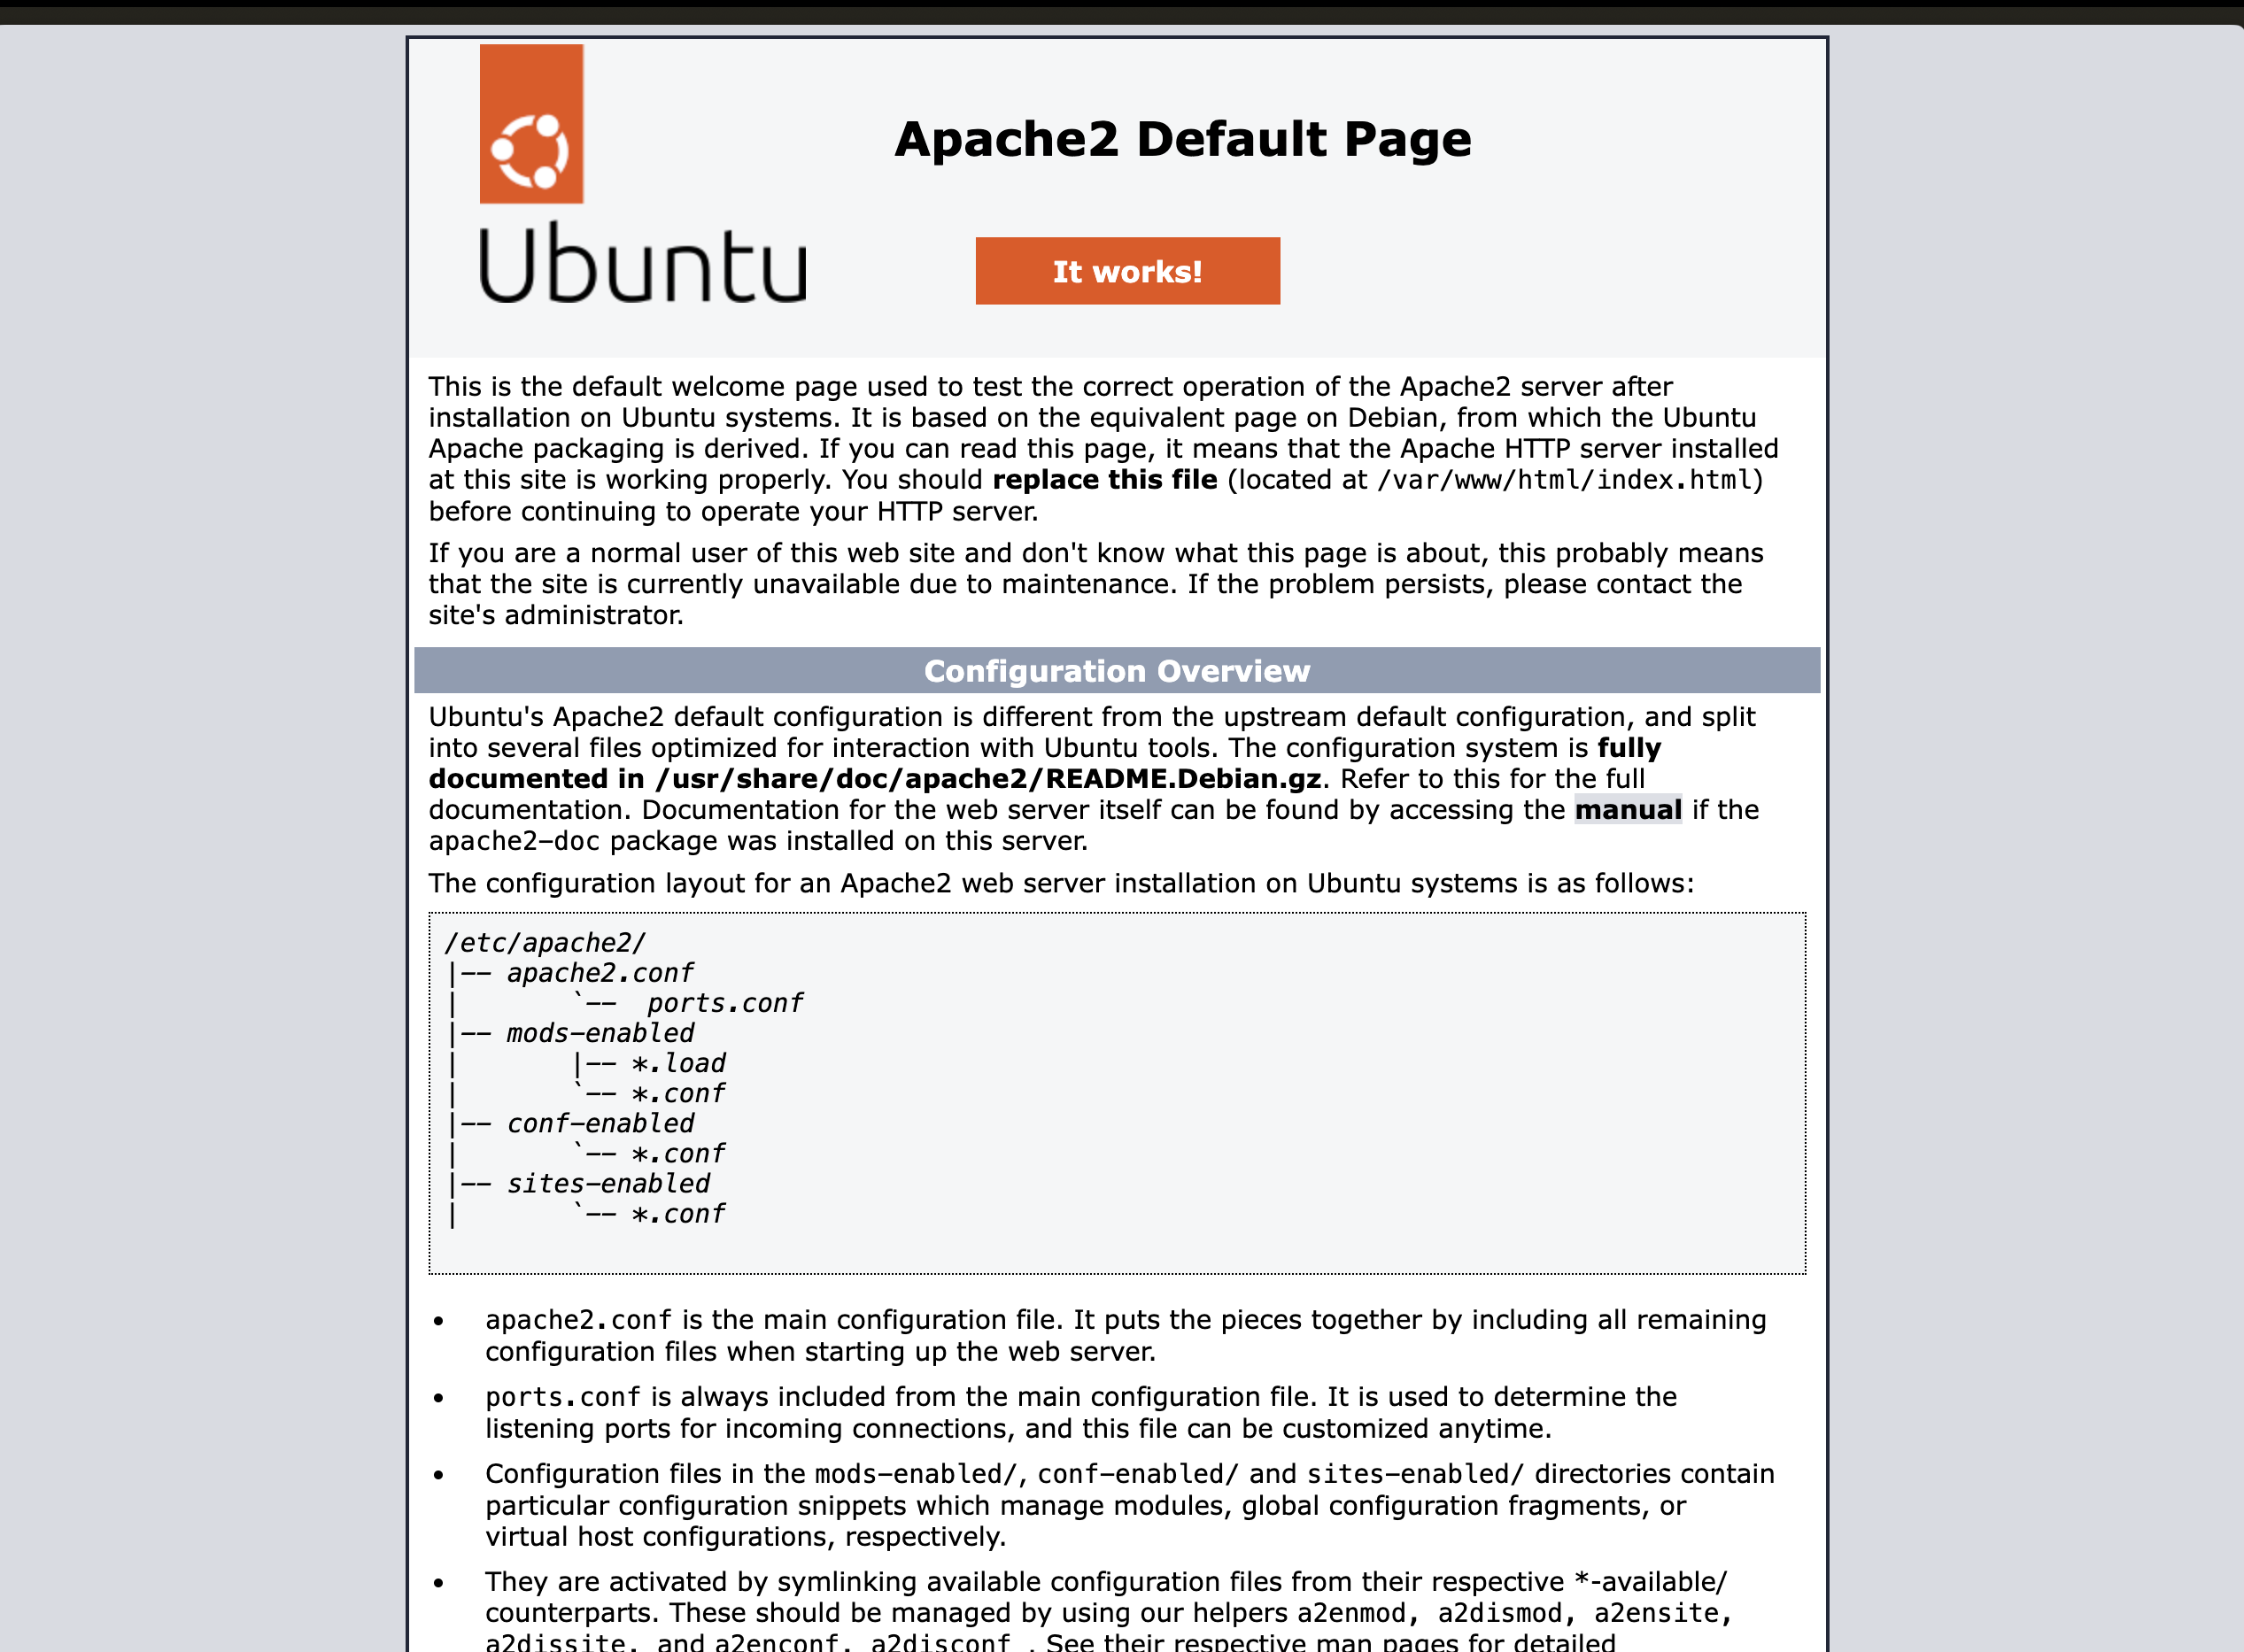 Apache2 Default Page
Ubuntu
It works!
This is the default welcome page used to test the correct operation of the Apache2 server after
installation on Ubuntu systems. It is based on the equivalent page on Debian, from which the Ubuntu
Apache packaging is derived. If you can read this page, it means that the Apache HTTP server installed
at this site is working properly. You should replace this file (located at /var/www/html/index.html)
before continuing to operate your HTTP server.
If you are a normal user of this web site and don't know what this page is about, this probably means
that the site is currently unavailable due to maintenance. If the problem persists, please contact the
site's administrator.
Configuration Overview
Ubuntu's Apache2 default configuration is different from the upstream default configuration, and split
into several files optimized for interaction with Ubuntu tools. The configuration system is fully
documented in /usr/share/doc/apache2/README.Debian.gz. Refer to this for the full
documentation. Documentation for the web server itself can be found by accessing the manual if the
apache2-doc package was installed on this server.
The configuration layout for an Apache2 web server installation on Ubuntu systems is as follows:
/etc/apache2/
|-- apache2.conf
|       `--  ports.conf
|-- mods-enabled
|       |-- *.load
|       `-- *.conf
|-- conf-enabled
|       `-- *.conf
|-- sites-enabled
|       `-- *.conf
• apache2.conf is the main configuration file. It puts the pieces together by including all remaining
configuration files when starting up the web server.
• ports.conf is always included from the main configuration file. It is used to determine the
listening ports for incoming connections, and this file can be customized anytime.
• Configuration files in the mods-enabled/, conf-enabled/ and sites-enabled/ directories contain
particular configuration snippets which manage modules, global configuration fragments, or
virtual host configurations, respectively.
• They are activated by symlinking available configuration files from their respective *-available/
counterparts. These should be managed by using our helpers a2enmod, a2dismod, a2ensite,
a2dissite, and a2enconf, a2disconf . See their respective man pages for detailed